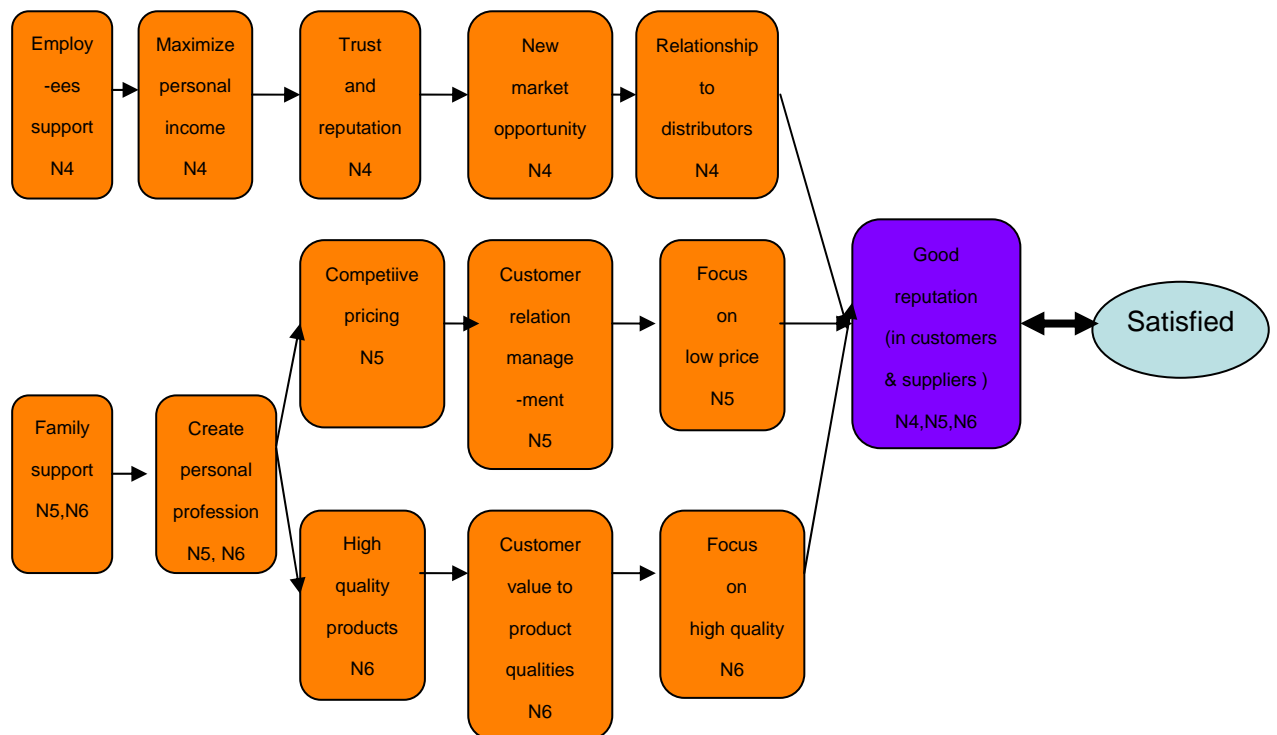 Employ
-ees
support
N4
Maximize
personal
income
N4
Trust
and
reputation
N4
New
market
opportunity
N4
Relationship
to
distributors
N4
Good
reputation
(in customers
& suppliers )
N4,N5,N6
Satisfied
Competiive
pricing
N5
Customer
relation
manage
-ment
N5
Focus
on
low price
N5
Family
support
N5,N6
Create
personal
profession
N5, N6
High
quality
products
N6
Customer
value to
product
qualities
N6
Focus
on
high quality
N6